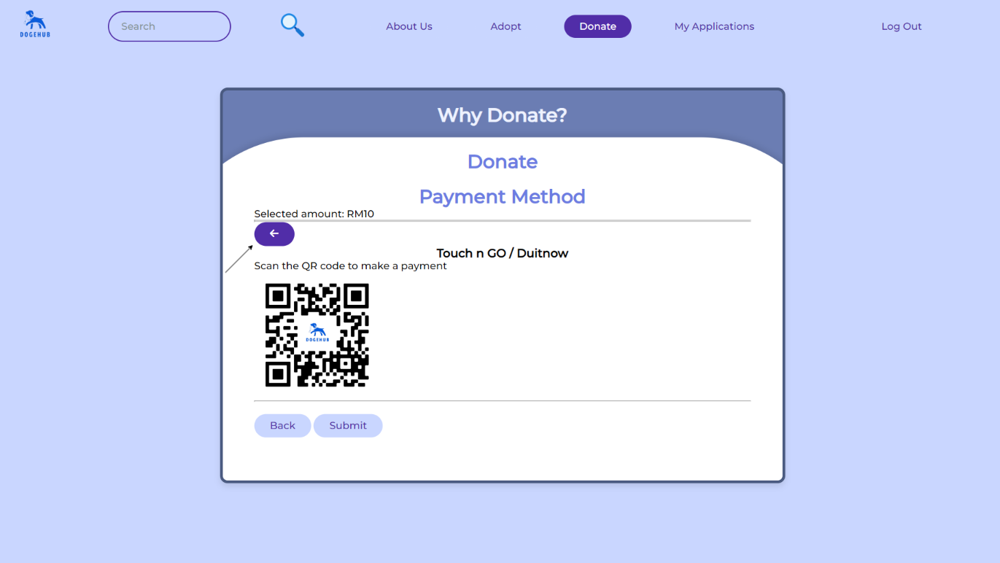 DOGEHUB
Search
About Us
Adopt
Donate
My Applications
Log Out
Why Donate?
Donate
Payment Method
Selected amount: RM10
Touch n GO / Duitnow
Scan the QR code to make a payment
DOGEHUB
Back
Submit